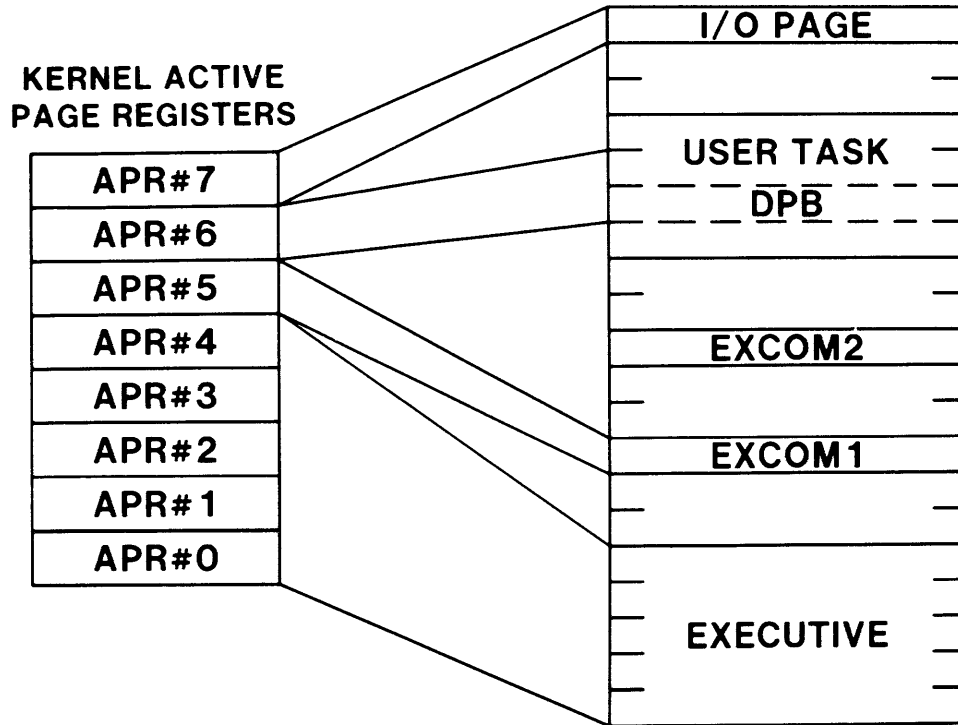 KERNEL ACTIVE
PAGE REGISTERS
APR#7
APR#6
APR#5
APR#4
APR#3
APR#2
APR#1
APR#0
I/O PAGE
USER TASK
DPB
EXCOM2
EXCOM1
EXECUTIVE